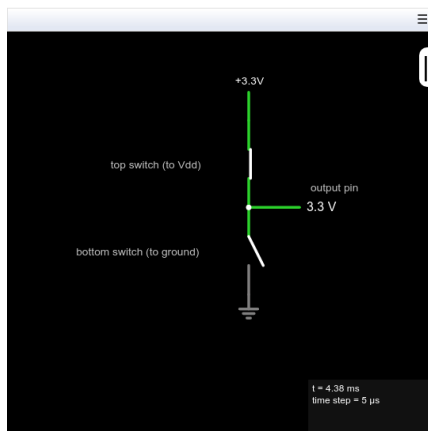 +3.3V
top switch (to Vdd)
output pin
3.3 V
bottom switch (to ground)
t = 4.38 ms
time step = 5 μs